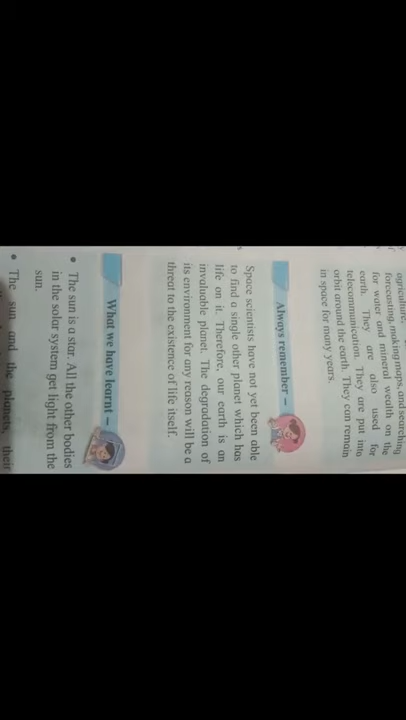 agriculture,
forecasting, making maps, and searching
for water and mineral wealth on the
earth. They are also used for
telecommunication. They are put into
orbit around the earth. They can remain
in space for many years.
Always remember –
Space scientists have not yet been able
to find a single other planet which has
life on it. Therefore, our earth is an
invaluable planet. The degradation of
its environment for any reason will be a
threat to the existence of life itself.
What we have learnt –
• The sun is a star. All the other bodies
in the solar system get light from the
sun.
• The sun and the planets, their